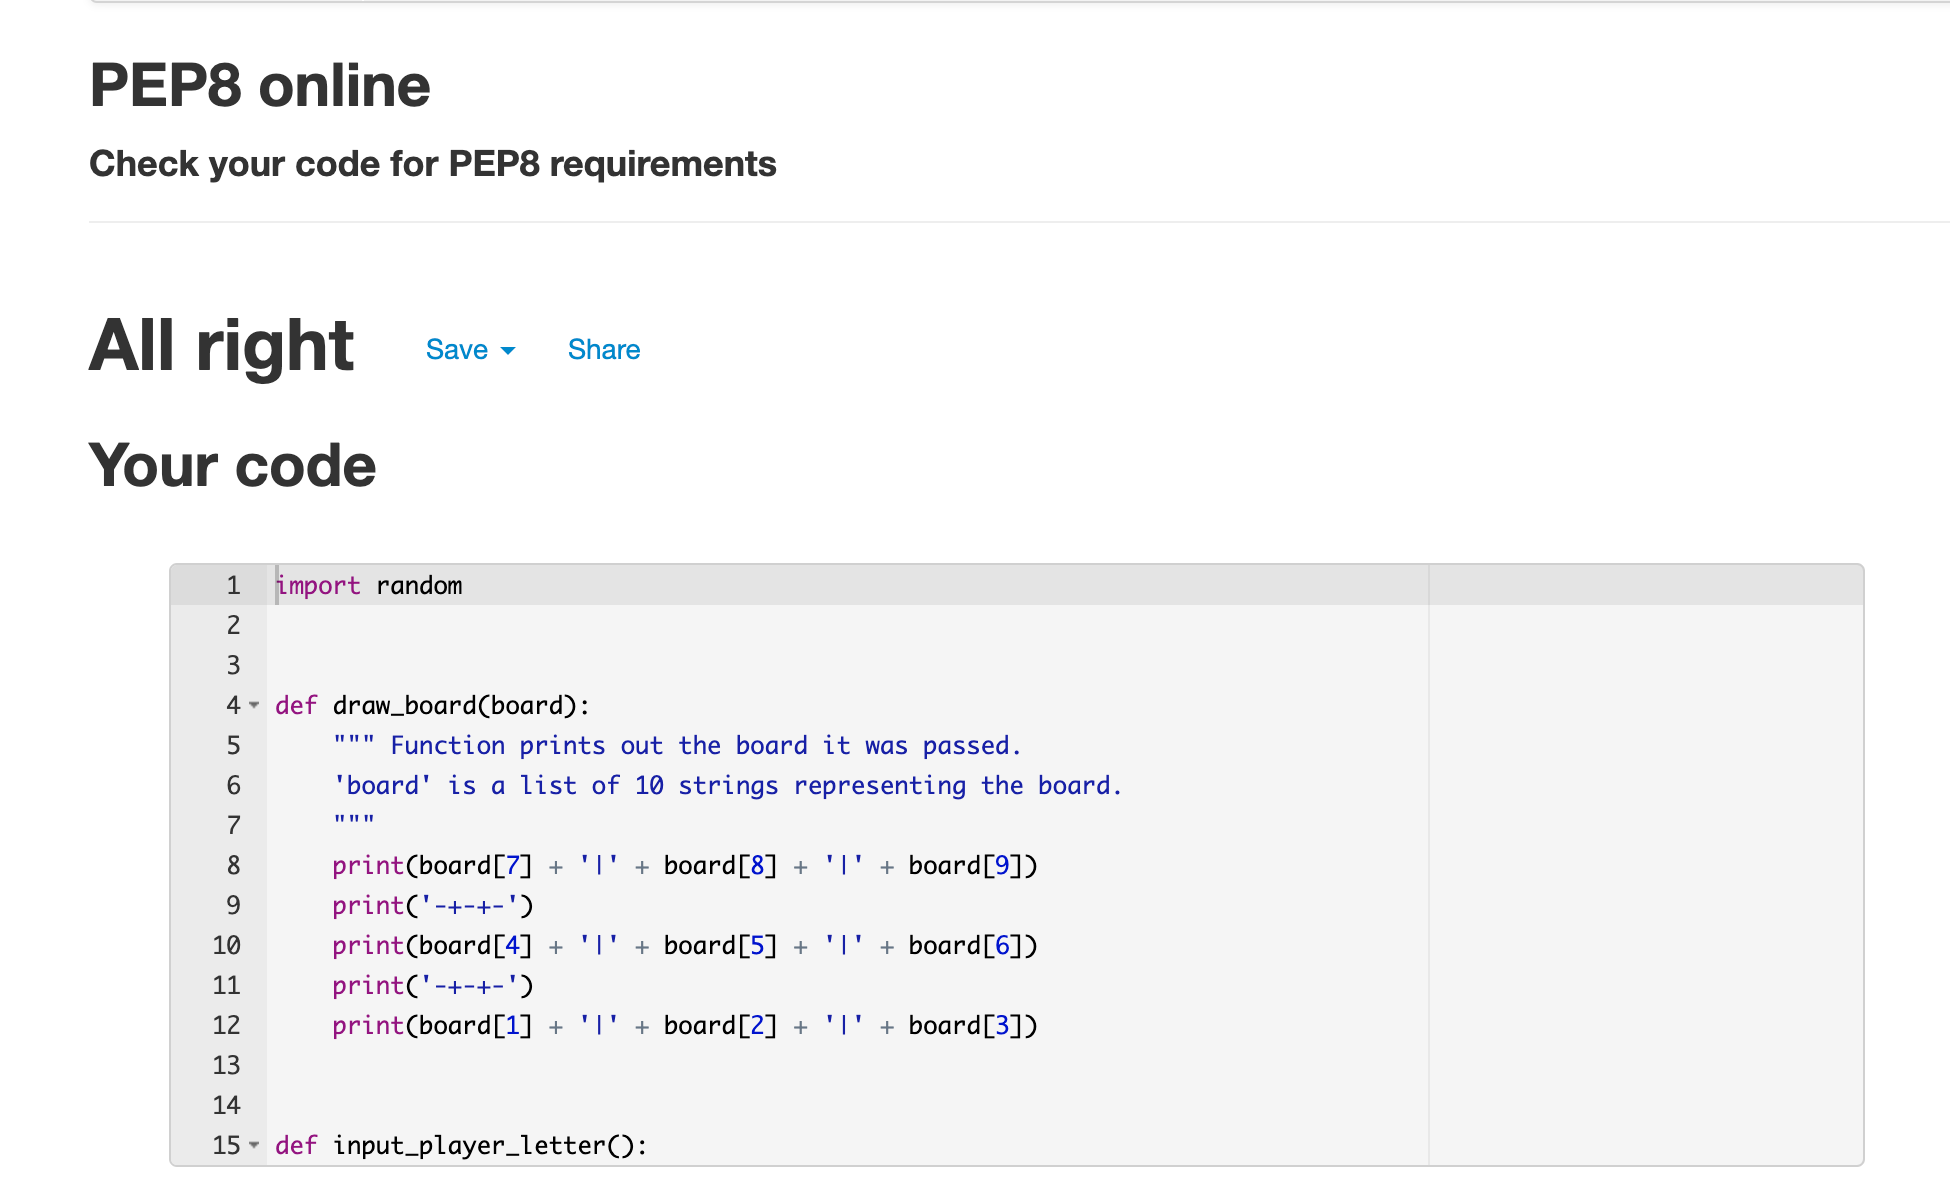 PEP8 online
Check your code for PEP8 requirements
All right Save Share
Your code
1 import random
2
3
4 def draw_board(board):
5     """ Function prints out the board it was passed.
6     'board' is a list of 10 strings representing the board.
7     """
8     print(board[7] + '|' + board[8] + '|' + board[9])
9     print('-+-+-')
10     print(board[4] + '|' + board[5] + '|' + board[6])
11     print('-+-+-')
12     print(board[1] + '|' + board[2] + '|' + board[3])
13
14
15 def input_player_letter():